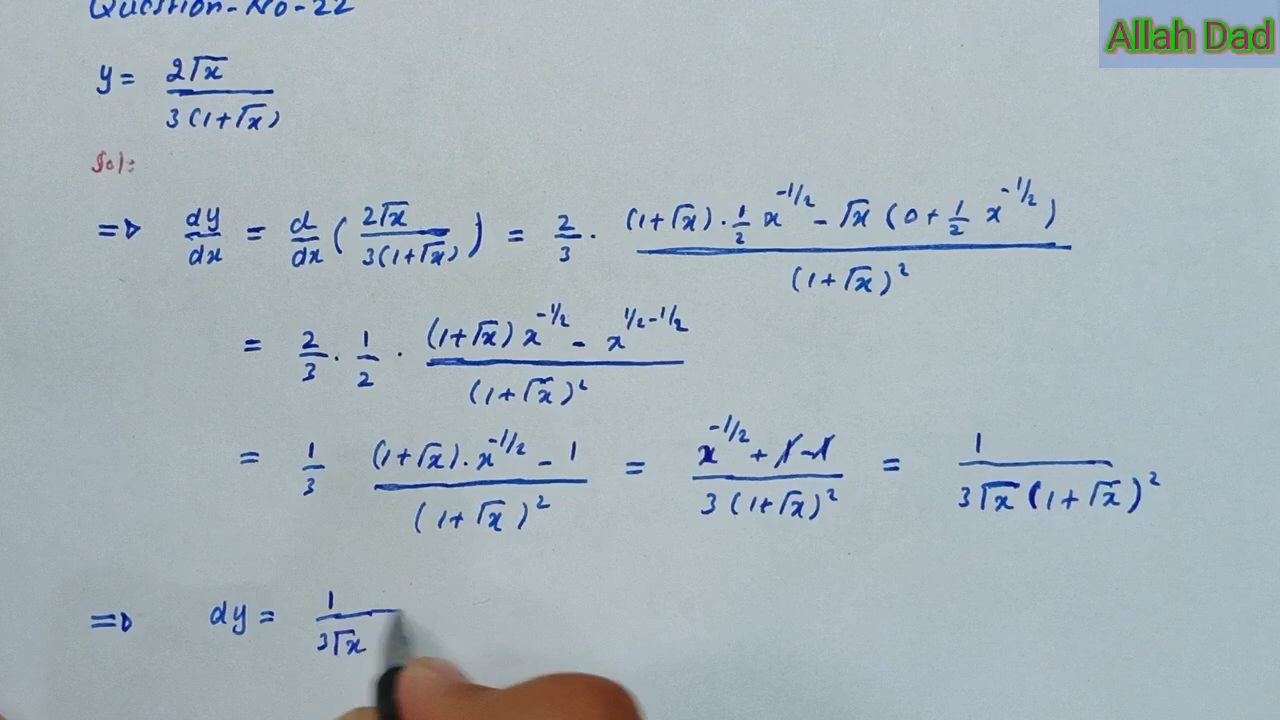 Question-No-22
Allah Dad
y = 2√x / 3(1+√x)
Sol:
⇒ dy/dx = d/dx (2√x / 3(1+√x)) = 2/3 · ((1+√x) · 1/2 x^(-1/2) - √x (0 + 1/2 x^(-1/2))) / (1+√x)²
= 2/3 · 1/2 · ((1+√x) x^(-1/2) - x^(1/2-1/2)) / (1+√x)²
= 1/3 ((1+√x) · x^(-1/2) - 1) / (1+√x)² = (x^(-1/2) + 1 - 1) / 3(1+√x)² = 1 / 3√x (1+√x)²
⇒ dy = 1 / 3√x